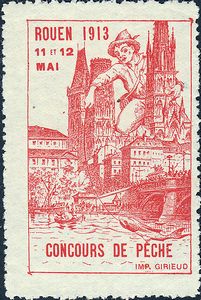 ROUEN 1913
11 ET 12
MAI
CONCOURS DE PÊCHE
IMP. GIRIEUD